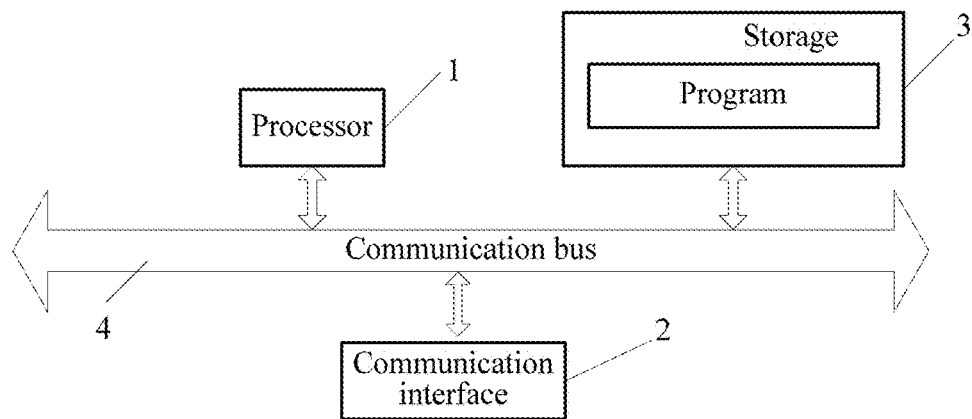 Storage
3
1
Program
Processor
Communication bus
4
2
Communication
interface